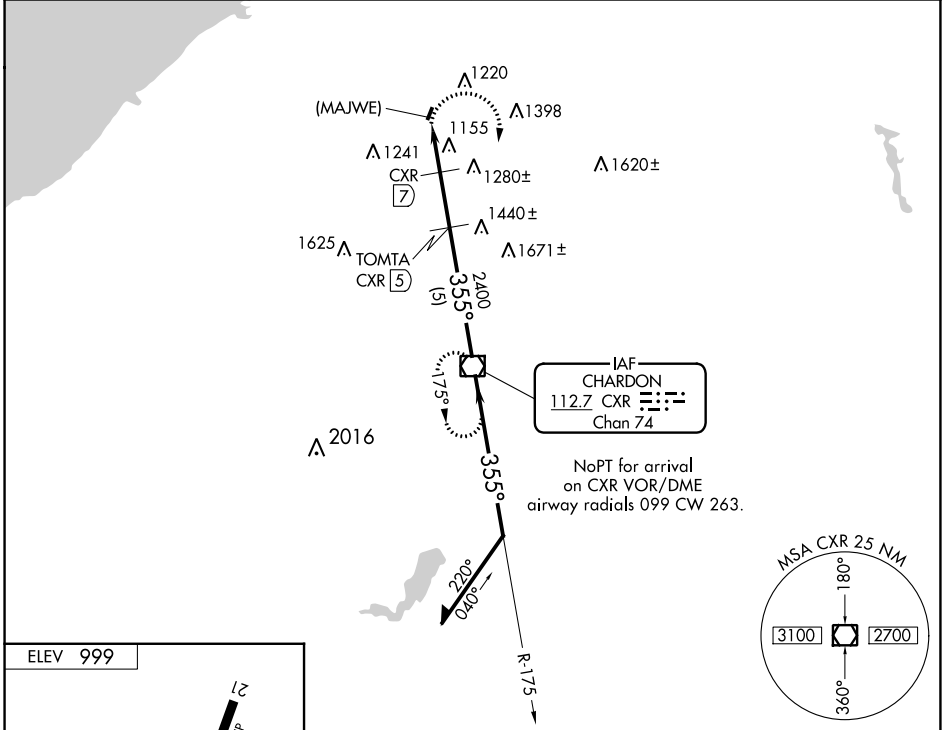 1220
(MAJWE)
1398
1155
1241
CXR
7
1280±
1620±
1440±
1625
TOMTA
CXR 5
1671±
2400
355°
(5)
IAF
CHARDON
112.7 CXR
Chan 74
175°
2016
355°
NoPT for arrival
on CXR VOR/DME
airway radials 099 CW 263.
220°
040°
R-175
MSA CXR 25 NM
180°
3100
2700
360°
ELEV 999
21